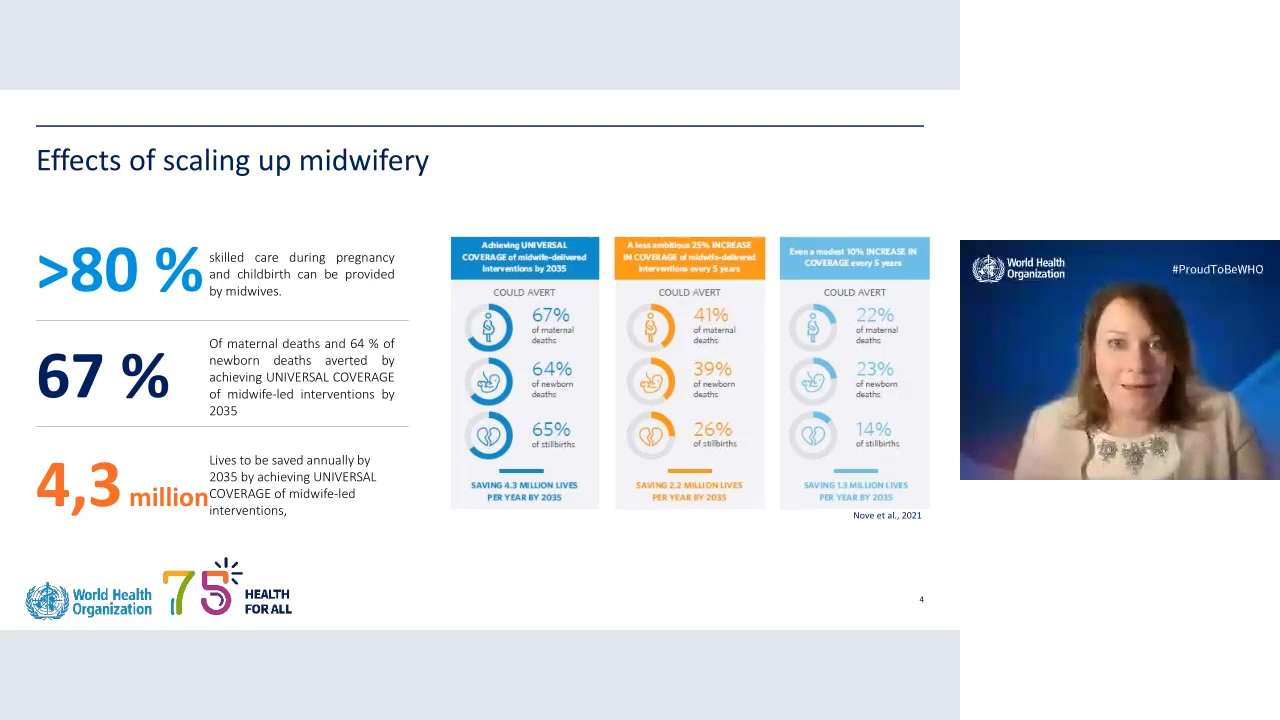 Effects of scaling up midwifery
>80 %
skilled care during pregnancy
and childbirth can be provided
by midwives.
67 %
Of maternal deaths and 64 % of
newborn deaths averted by
achieving UNIVERSAL COVERAGE
of midwife-led interventions by
2035
4,3 million
Lives to be saved annually by
2035 by achieving UNIVERSAL
COVERAGE of midwife-led
interventions,
Achieving UNIVERSAL
COVERAGE of midwife-delivered
interventions by 2035
COULD AVERT
67%
of maternal
deaths
64%
of newborn
deaths
65%
of stillbirths
SAVING 4.3 MILLION LIVES
PER YEAR BY 2035
A less ambitious 25% INCREASE
IN COVERAGE of midwife-delivered
interventions every 5 years
COULD AVERT
41%
of maternal
deaths
39%
of newborn
deaths
26%
of stillbirths
SAVING 2.2 MILLION LIVES
PER YEAR BY 2035
Even a modest 10% INCREASE IN
COVERAGE every 5 years
COULD AVERT
22%
of maternal
deaths
23%
of newborn
deaths
14%
of stillbirths
SAVING 1.3 MILLION LIVES
PER YEAR BY 2035
Nove et al., 2021
World Health
Organization
75
HEALTH
FOR ALL
4
World Health
Organization
#ProudToBeWHO